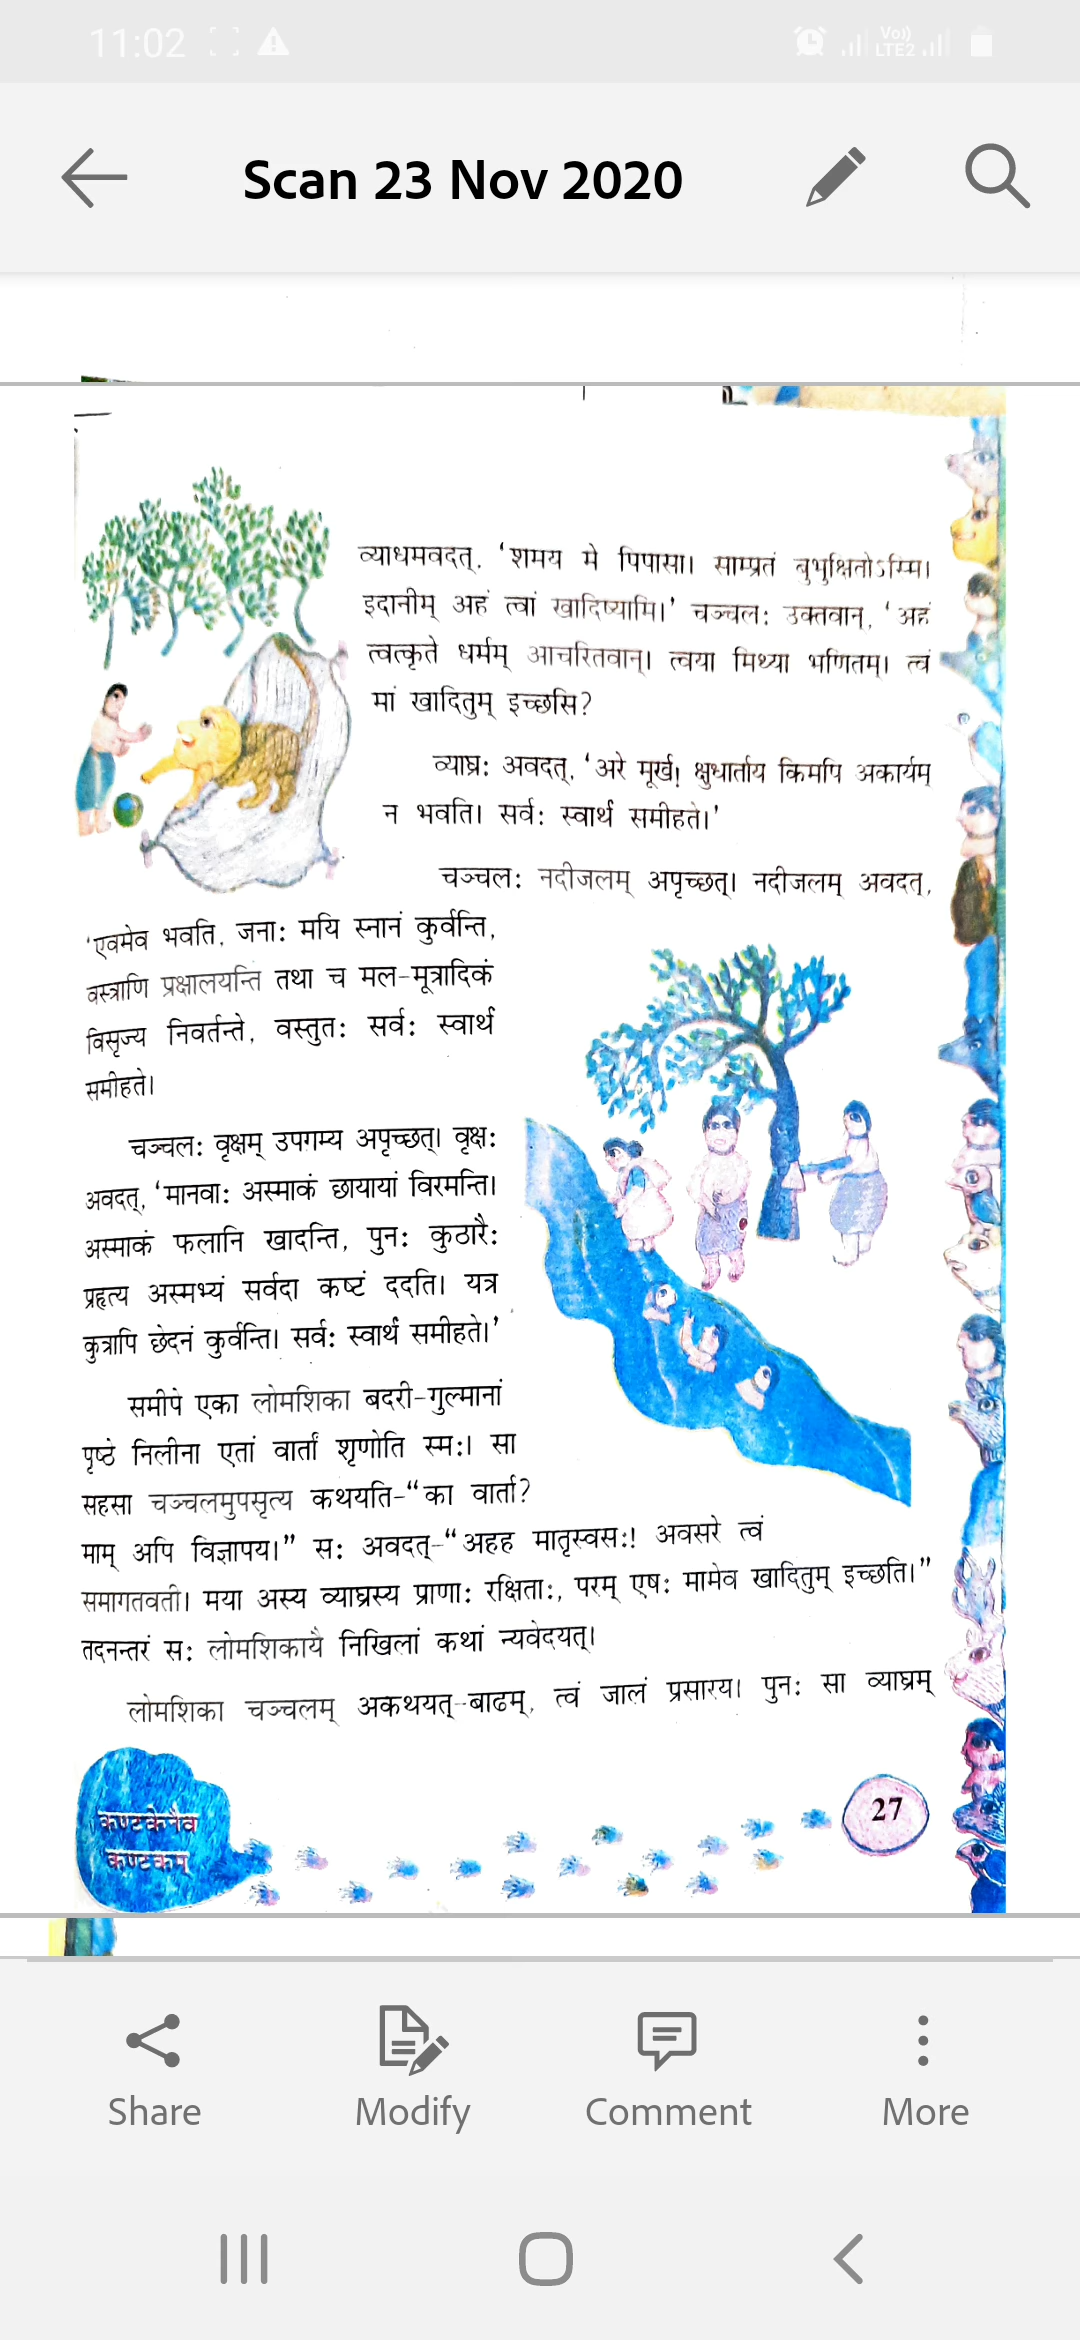 11:02
Vo))
LTE2
Scan 23 Nov 2020
व्याधमवदत्, ‘शमय मे पिपासा। साम्प्रतं बुभुक्षितोऽस्मि।
इदानीम् अहं त्वां खादिष्यामि।’ चञ्चल: उक्तवान्, ‘अहं
त्वत्कृते धर्मम् आचरितवान्। त्वया मिथ्या भणितम्। त्वं
मां खादितुम् इच्छसि?
व्याघ्र: अवदत्, ‘अरे मूर्ख! क्षुधार्ताय किमपि अकार्यम्
न भवति। सर्व: स्वार्थं समीहते।’
चञ्चल: नदीजलम् अपृच्छत्। नदीजलम् अवदत्,
‘एवमेव भवति, जना: मयि स्नानं कुर्वन्ति,
वस्त्राणि प्रक्षालयन्ति तथा च मल-मूत्रादिकं
विसृज्य निवर्तन्ते, वस्तुत: सर्व: स्वार्थं
समीहते।
चञ्चल: वृक्षम् उपगम्य अपृच्छत्। वृक्ष:
अवदत्, ‘मानवा: अस्माकं छायायां विरमन्ति।
अस्माकं फलानि खादन्ति, पुन: कुठारै:
प्रहृत्य अस्मभ्यं सर्वदा कष्टं ददति। यत्र
कुत्रापि छेदनं कुर्वन्ति। सर्व: स्वार्थं समीहते।’
समीपे एका लोमशिका बदरी-गुल्मानां
पृष्ठे निलीना एतां वार्तां शृणोति स्म:। सा
सहसा चञ्चलमुपसृत्य कथयति-“का वार्ता?
माम् अपि विज्ञापय।” स: अवदत्-“अहह मातृस्वस:! अवसरे त्वं
समागतवती। मया अस्य व्याघ्रस्य प्राणा: रक्षिता:, परम् एष: मामेव खादितुम् इच्छति।”
तदनन्तरं स: लोमशिकायै निखिलां कथां न्यवेदयत्।
लोमशिका चञ्चलम् अकथयत्-बाढम्, त्वं जालं प्रसारय। पुन: सा व्याघ्रम्
कण्टकेनैव
कण्टकम्
27
Share
Modify
Comment
More